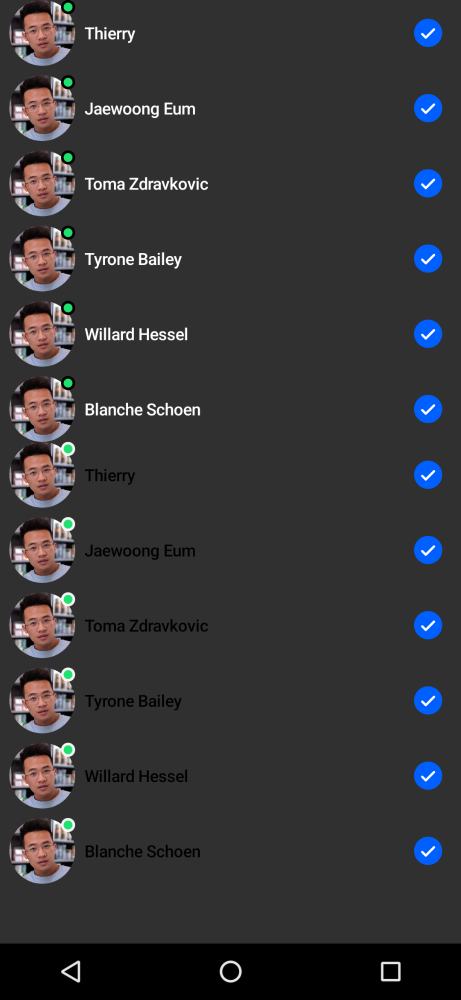 Thierry
Jaewoong Eum
Toma Zdravkovic
Tyrone Bailey
Willard Hessel
Blanche Schoen
Thierry
Jaewoong Eum
Toma Zdravkovic
Tyrone Bailey
Willard Hessel
Blanche Schoen